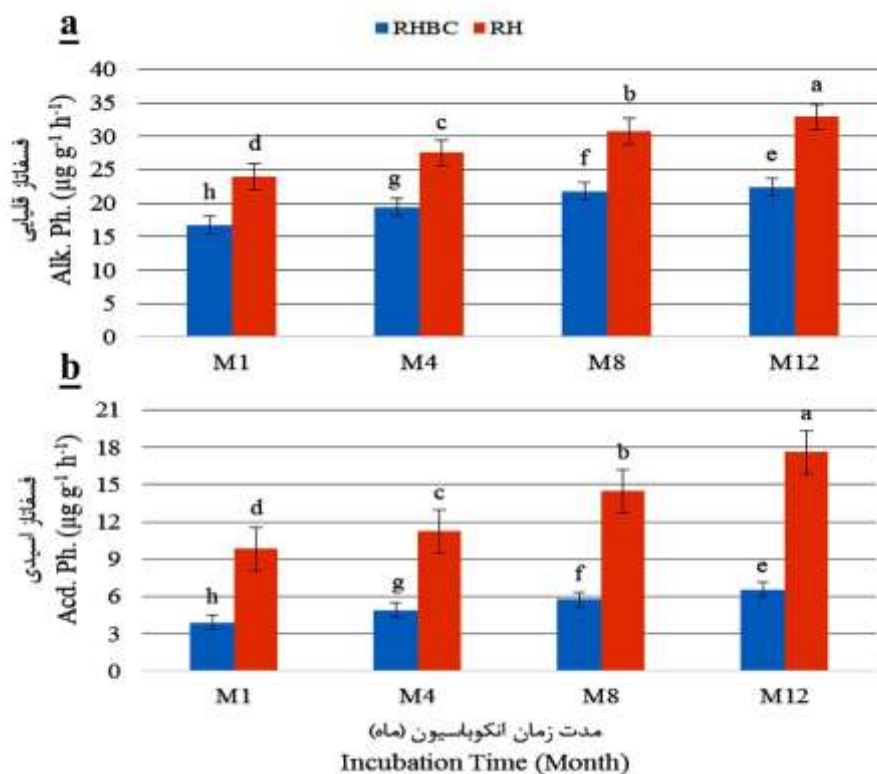 a
RHBC RH
40
35
30
25
20
15
10
5
0
فسفاتاز قلیایی
Alk. Ph. (µg g⁻¹ h⁻¹)
h d g c f b e a
M1 M4 M8 M12
b
21
18
15
12
9
6
3
0
فسفاتاز اسیدی
Acd. Ph. (µg g⁻¹ h⁻¹)
h d g c f b e a
M1 M4 M8 M12
مدت زمان انکوباسیون (ماه)
Incubation Time (Month)